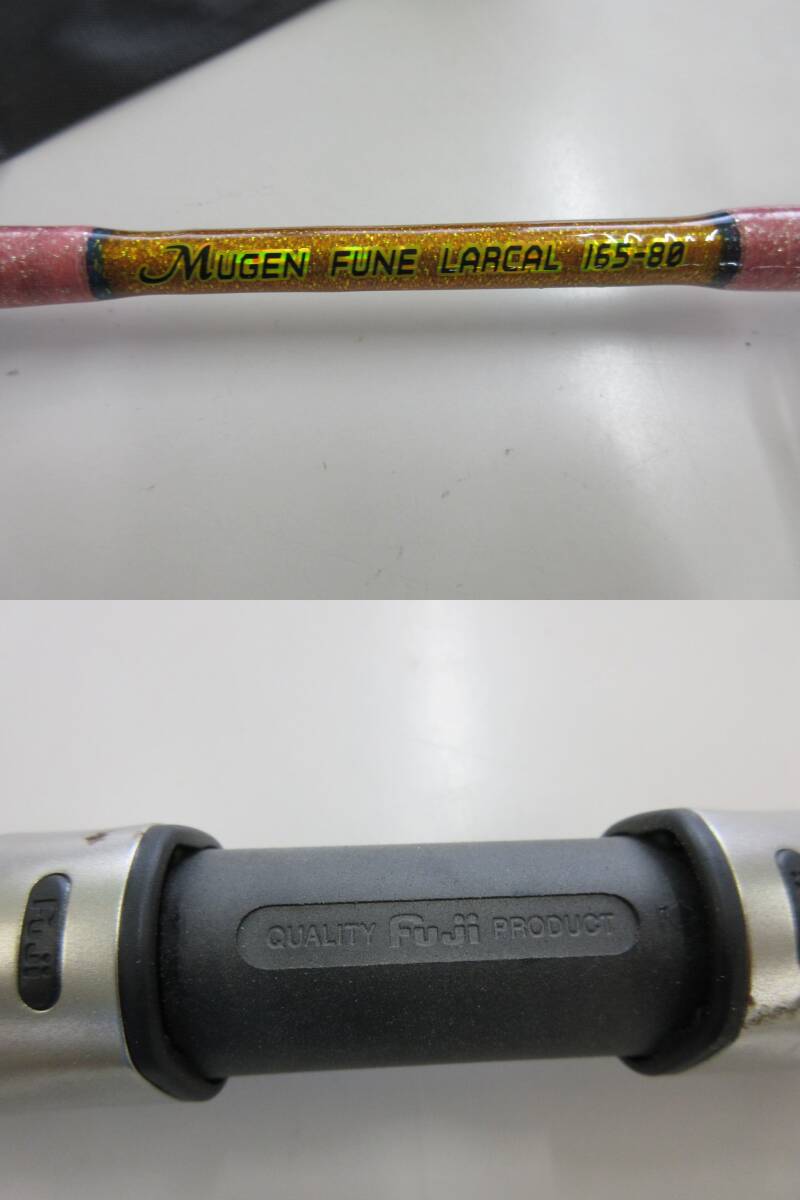 MUGEN FUNE LARCAL 165-80
Fuji
QUALITY Fuji PRODUCT